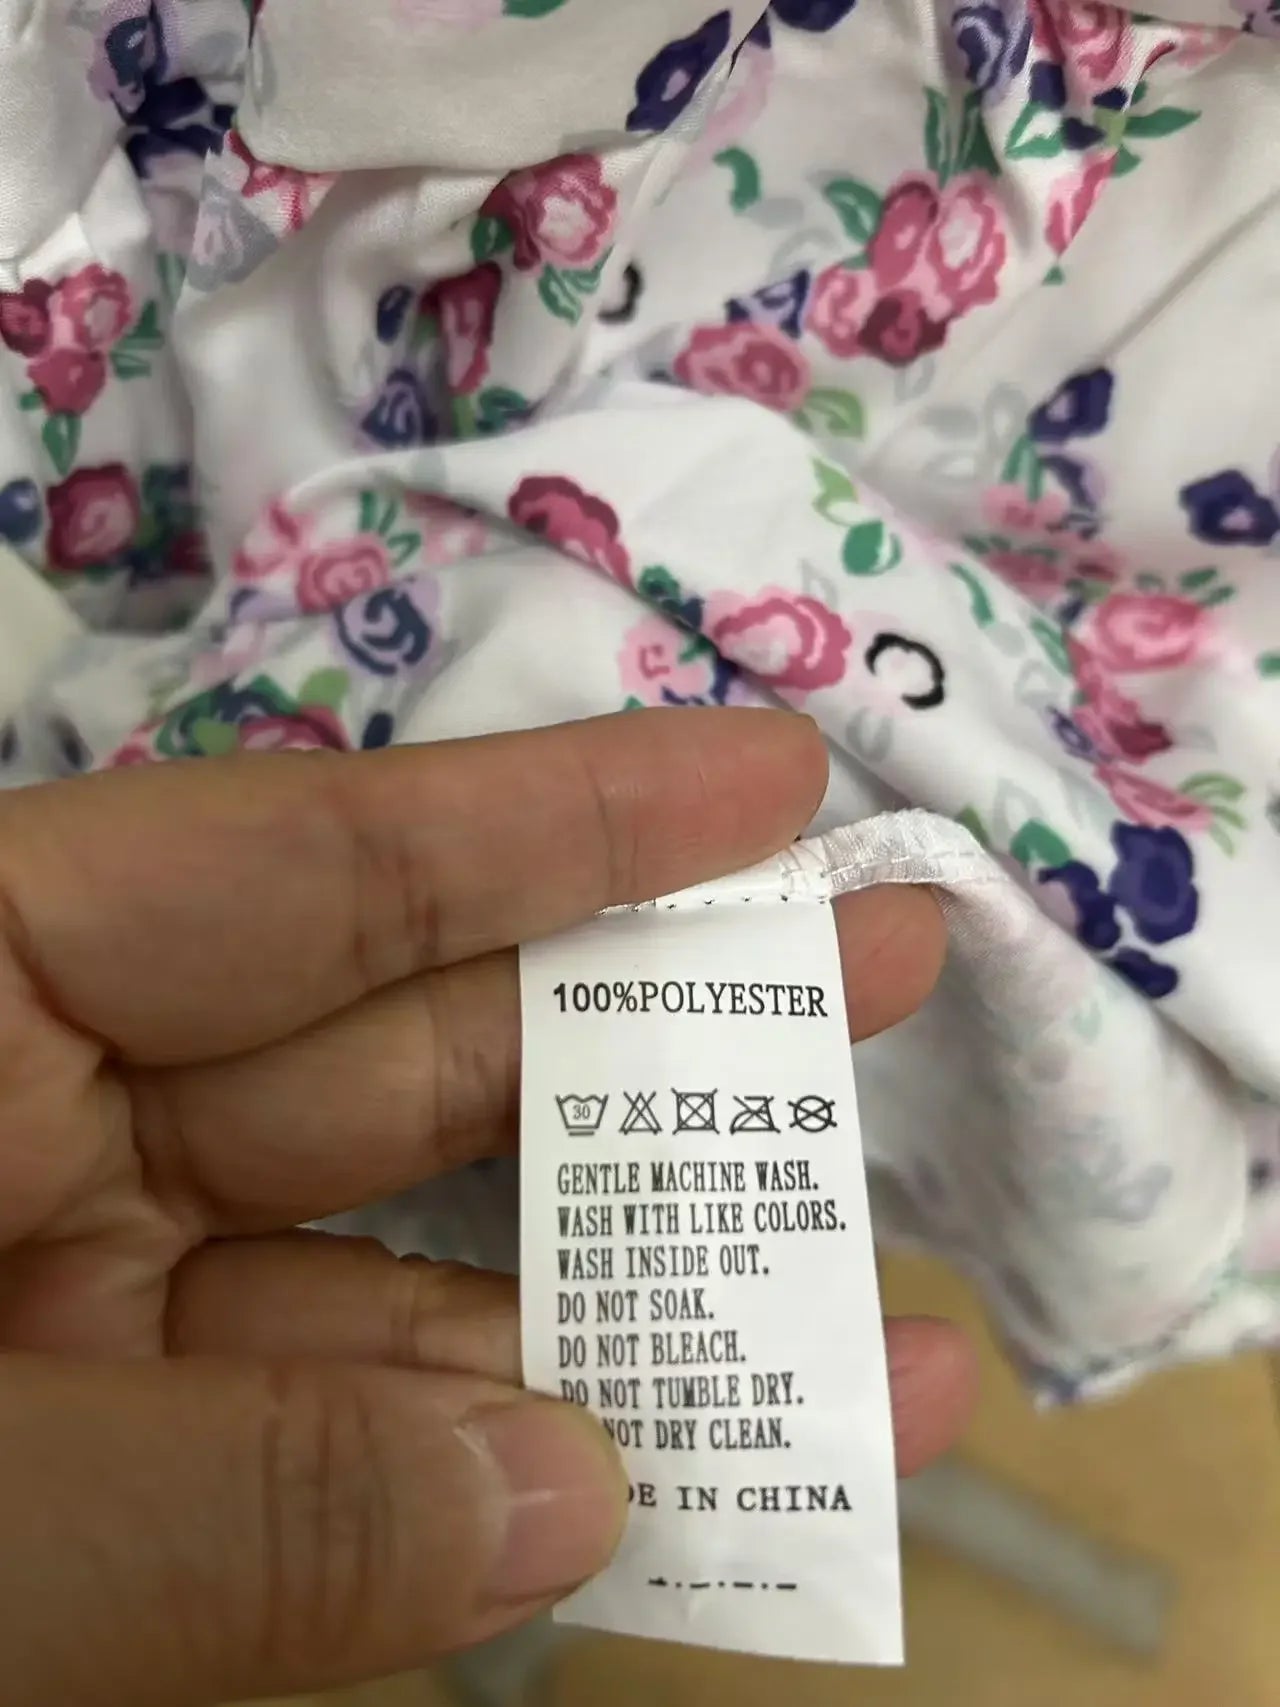 100%POLYESTER
30
GENTLE MACHINE WASH.
WASH WITH LIKE COLORS.
WASH INSIDE OUT.
DO NOT SOAK.
DO NOT BLEACH.
DO NOT TUMBLE DRY.
NOT DRY CLEAN.
DE IN CHINA